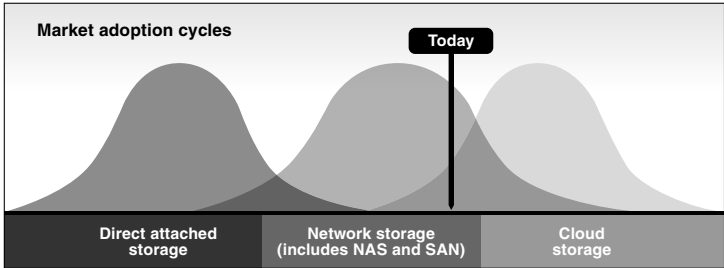 Market adoption cycles
Today
Direct attached
storage
Network storage
(includes NAS and SAN)
Cloud
storage